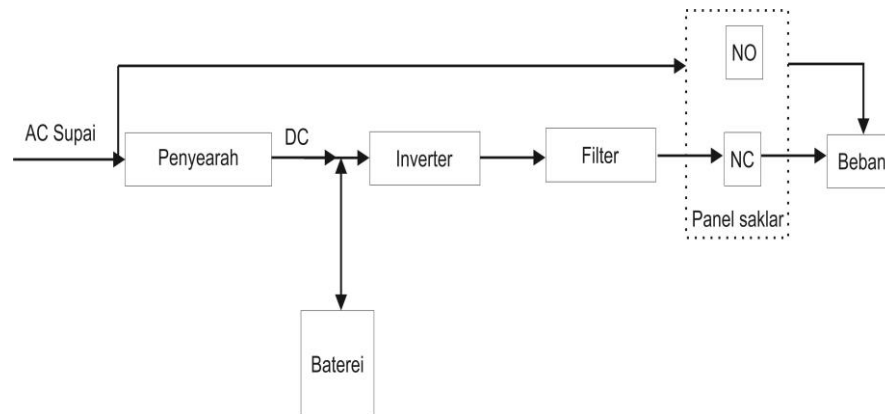 NO
AC Supai
Penyearah
DC
Inverter
Filter
NC
Beban
Panel saklar
Baterei